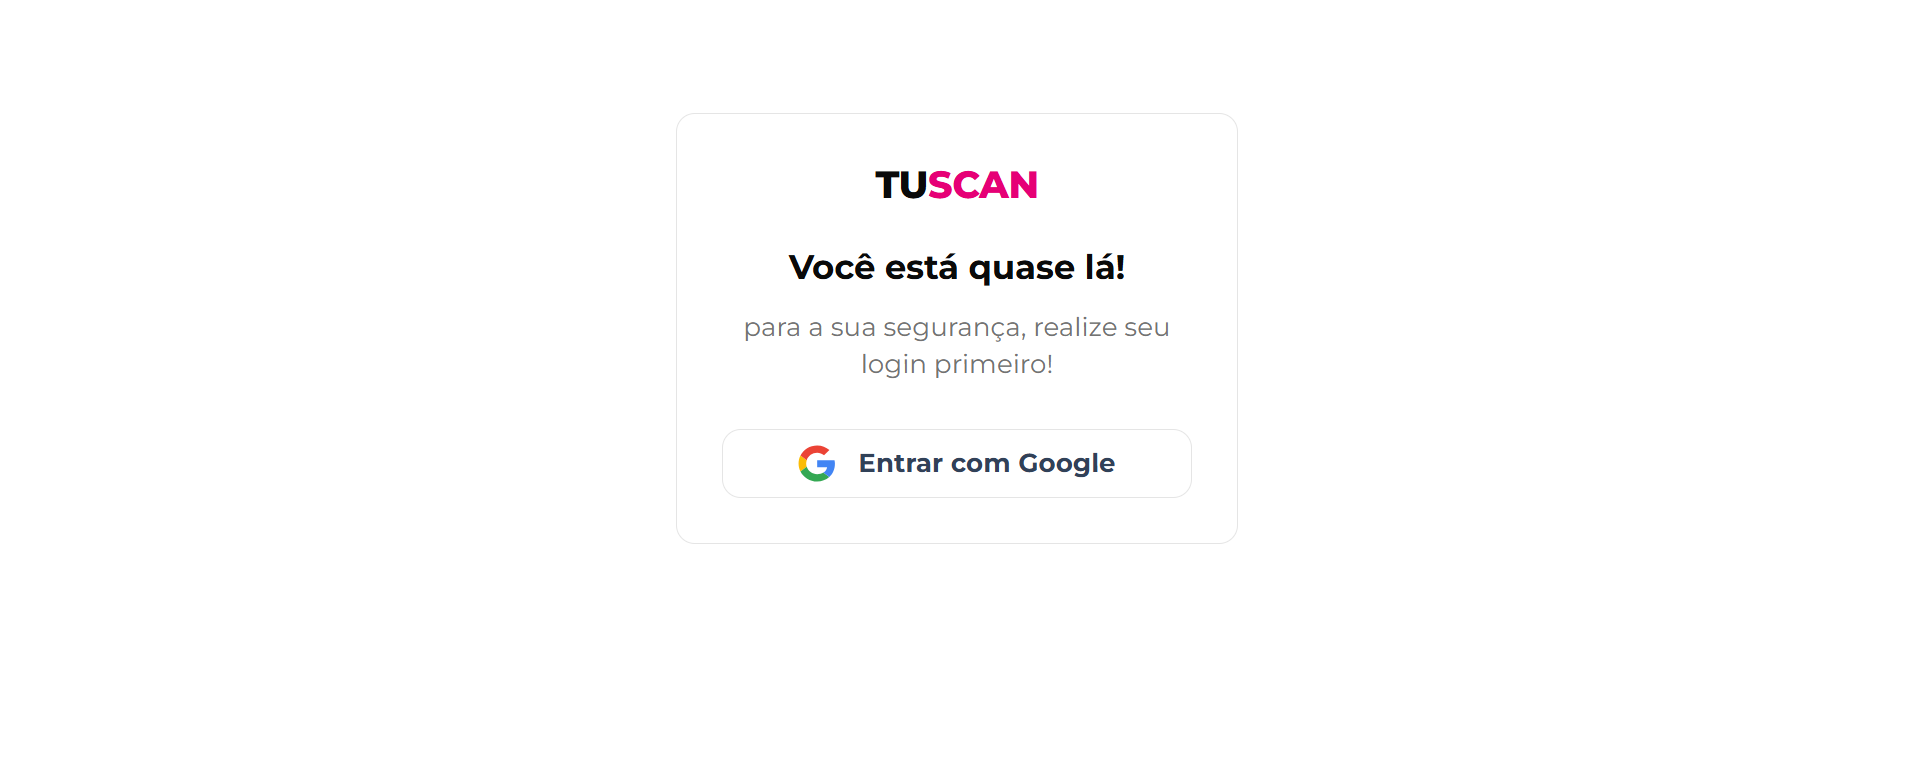 TUSCAN
Você está quase lá!
para a sua segurança, realize seu
login primeiro!
Entrar com Google